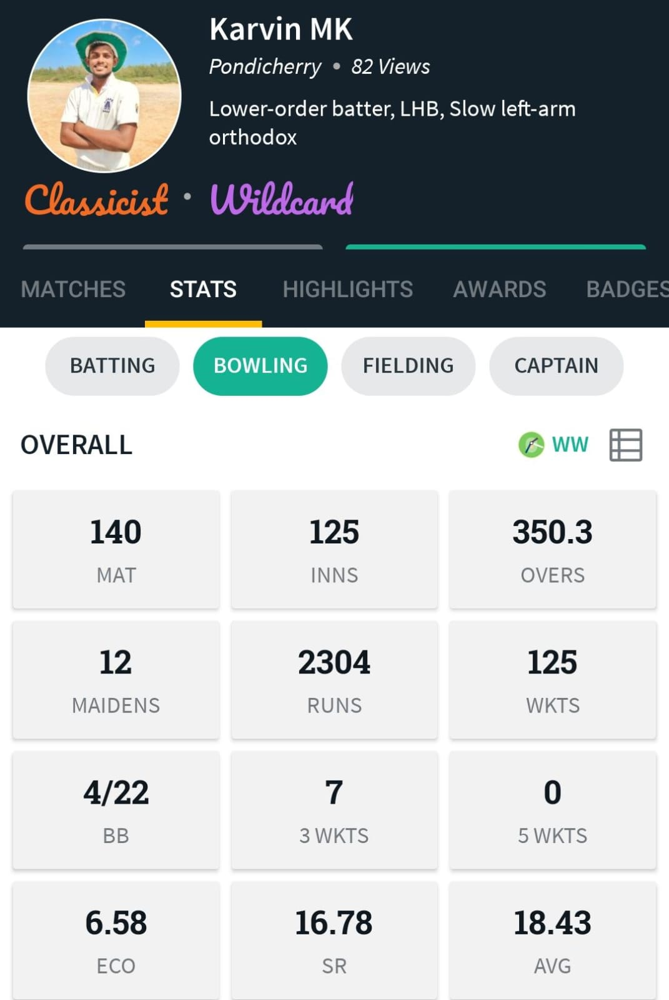 Karvin MK
Pondicherry • 82 Views
Lower-order batter, LHB, Slow left-arm
orthodox
Classicist • Wildcard
MATCHES STATS HIGHLIGHTS AWARDS BADGES
BATTING BOWLING FIELDING CAPTAIN
OVERALL WW
140 125 350.3
MAT INNS OVERS
12 2304 125
MAIDENS RUNS WKTS
4/22 7 0
BB 3 WKTS 5 WKTS
6.58 16.78 18.43
ECO SR AVG